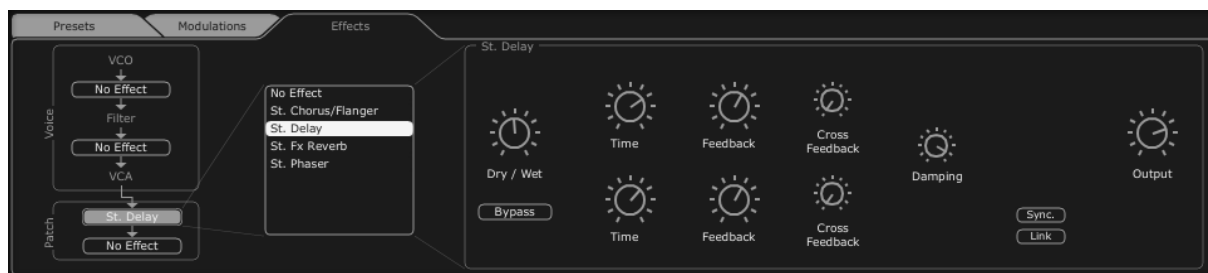 Presets
Modulations
Effects
VCO
No Effect
Filter
No Effect
VCA
Voice
St. Delay
No Effect
Patch
No Effect
St. Chorus/Flanger
St. Delay
St. Fx Reverb
St. Phaser
St. Delay
Dry / Wet
Bypass
Time
Feedback
Cross
Feedback
Time
Feedback
Cross
Feedback
Damping
Sync.
Link
Output